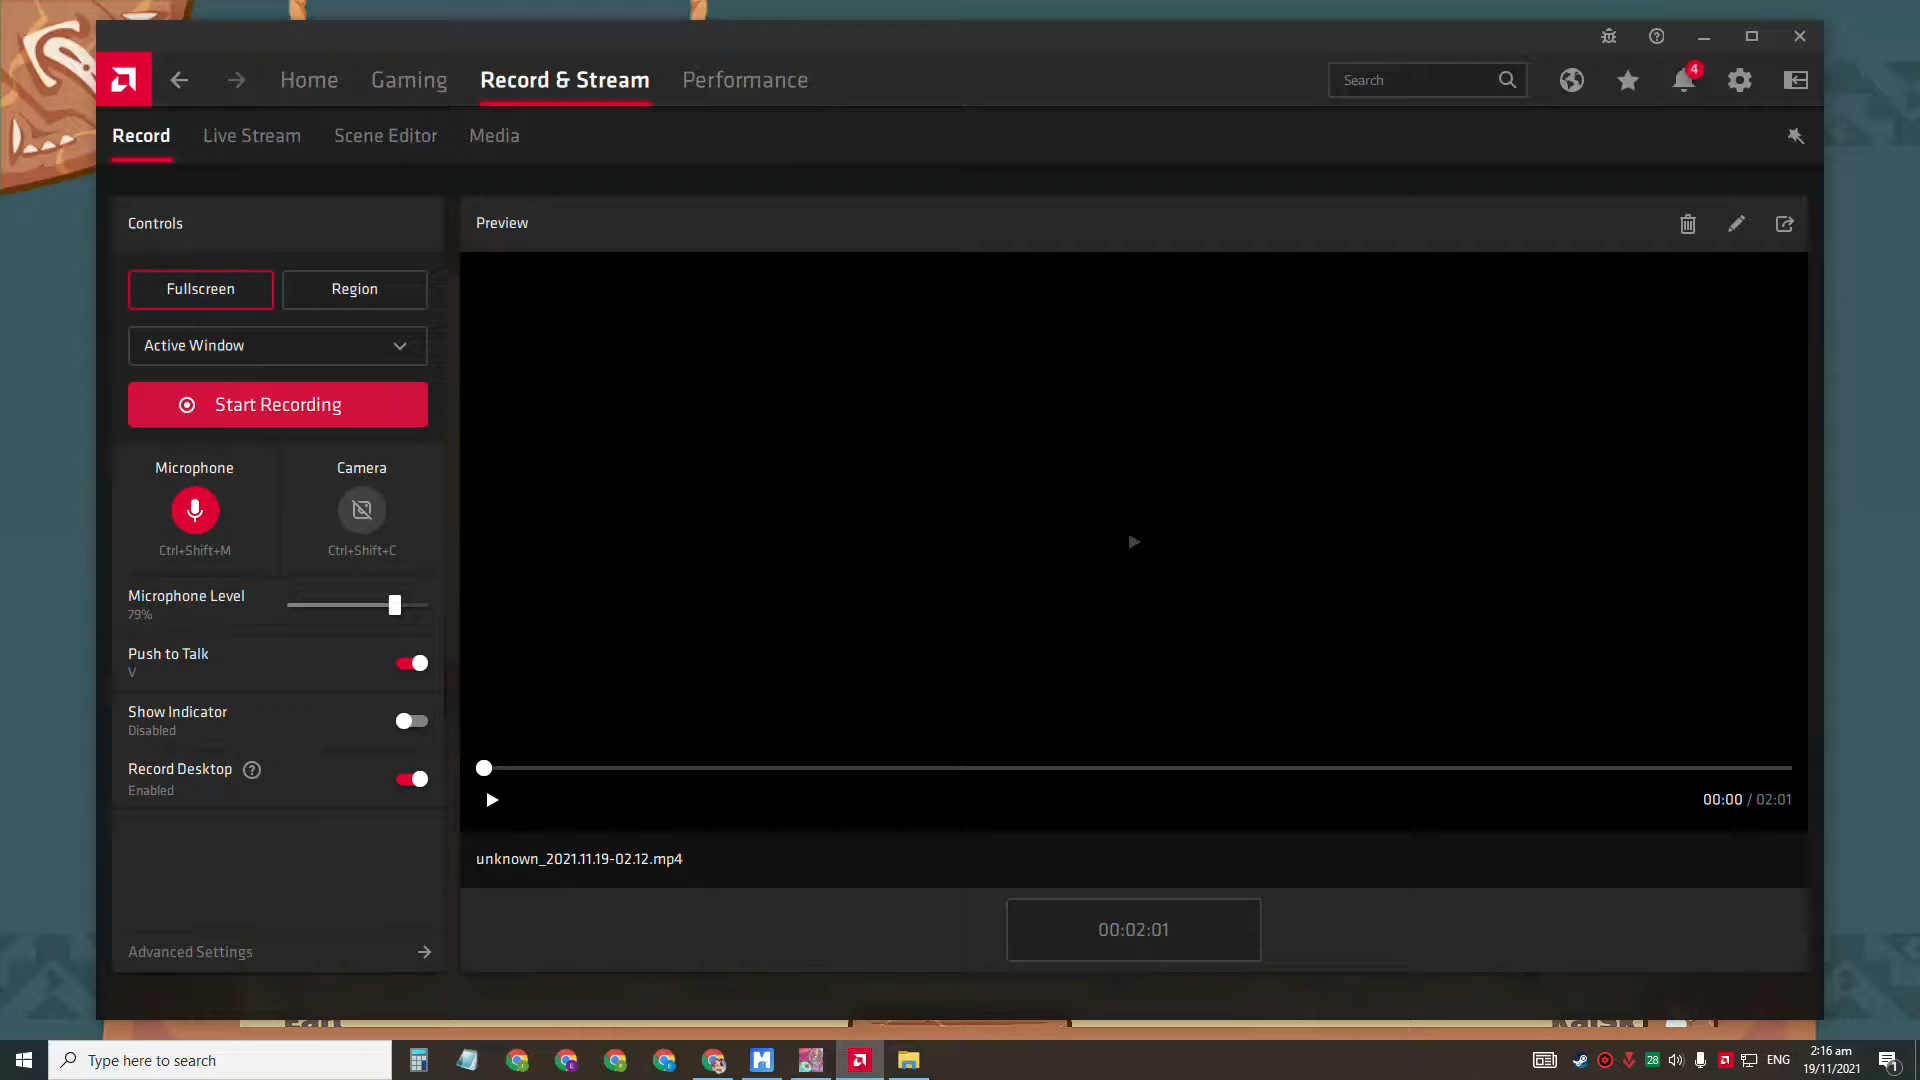 Home Gaming Record & Stream Performance
Search
4
Record Live Stream Scene Editor Media
Controls
Preview
Fullscreen Region
Active Window
Start Recording
Microphone Camera
Ctrl+Shift+M Ctrl+Shift+C
Microphone Level
79%
Push to Talk
V
Show Indicator
Disabled
Record Desktop ?
Enabled
00:00 / 02:01
unknown_2021.11.19-02.12.mp4
00:02:01
Advanced Settings
Type here to search
28
ENG
2:16 am
19/11/2021
1